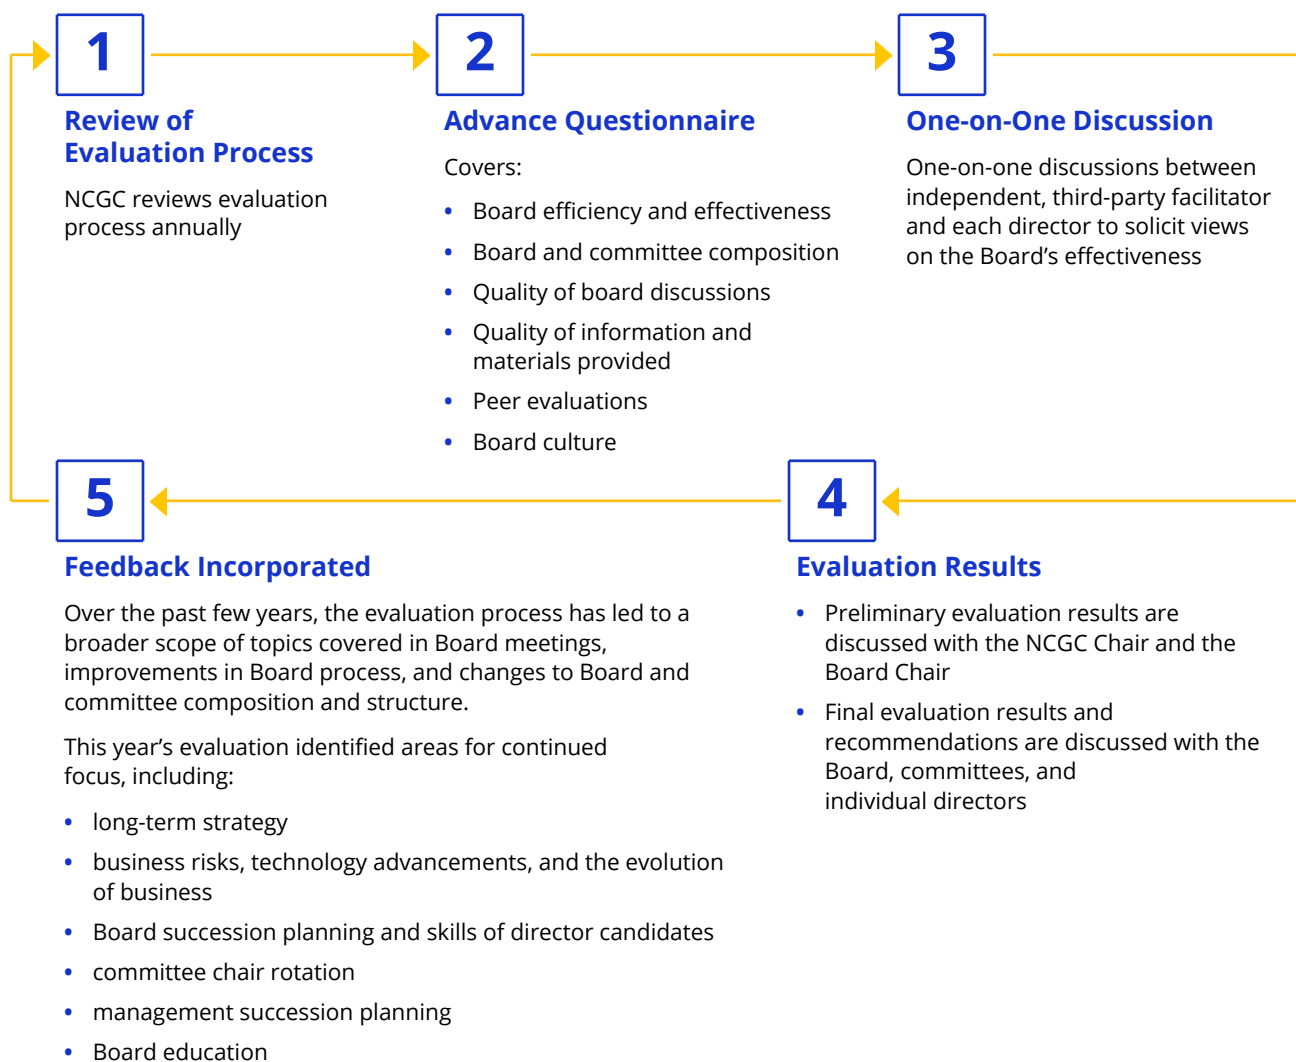 1
Review of
Evaluation Process
NCGC reviews evaluation
process annually
2
Advance Questionnaire
Covers:
• Board efficiency and effectiveness
• Board and committee composition
• Quality of board discussions
• Quality of information and
materials provided
• Peer evaluations
• Board culture
3
One-on-One Discussion
One-on-one discussions between
independent, third-party facilitator
and each director to solicit views
on the Board’s effectiveness
4
Evaluation Results
• Preliminary evaluation results are
discussed with the NCGC Chair and the
Board Chair
• Final evaluation results and
recommendations are discussed with the
Board, committees, and
individual directors
5
Feedback Incorporated
Over the past few years, the evaluation process has led to a
broader scope of topics covered in Board meetings,
improvements in Board process, and changes to Board and
committee composition and structure.
This year’s evaluation identified areas for continued
focus, including:
• long-term strategy
• business risks, technology advancements, and the evolution
of business
• Board succession planning and skills of director candidates
• committee chair rotation
• management succession planning
• Board education